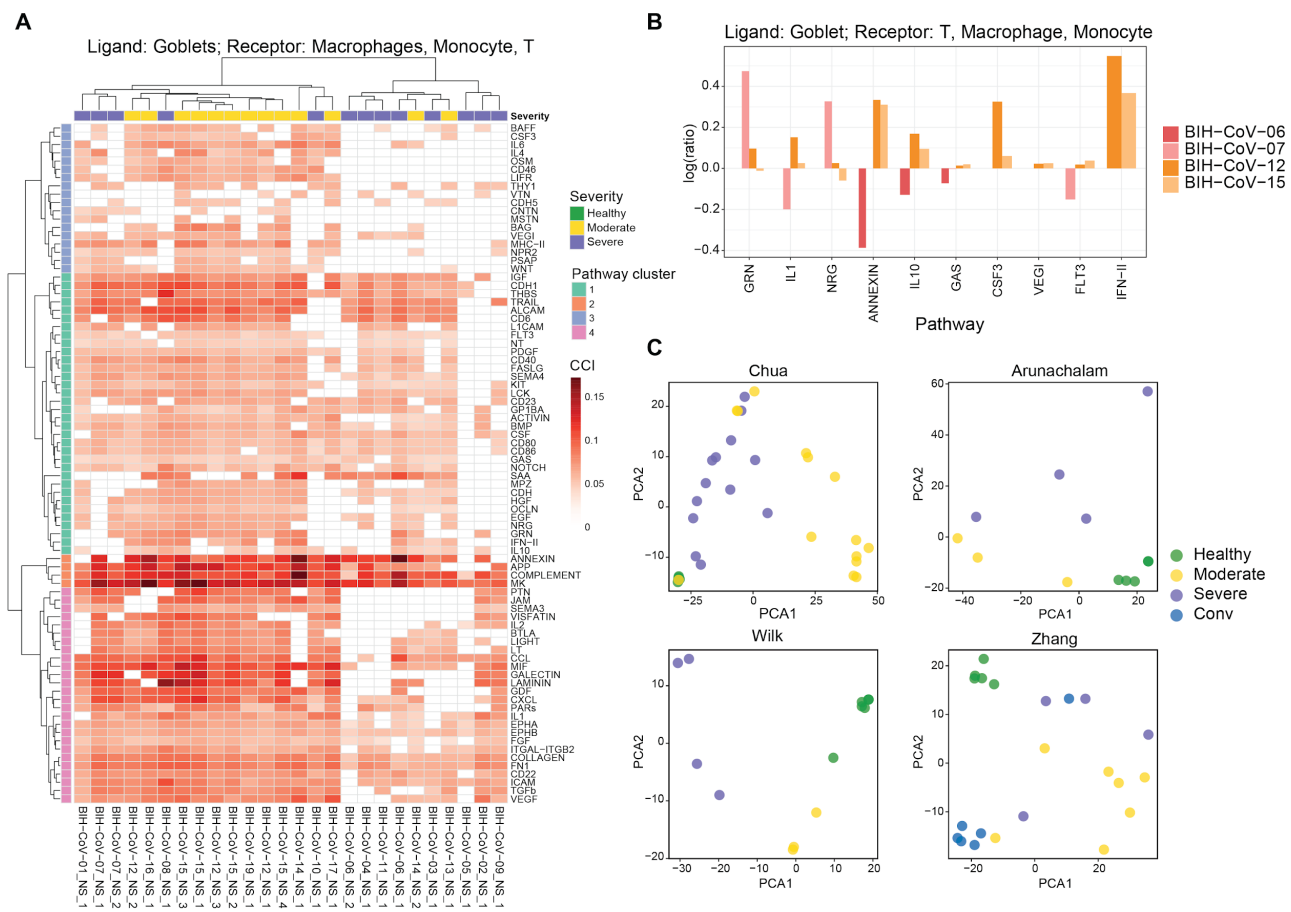 A
Ligand: Goblets; Receptor: Macrophages, Monocyte, T
Severity
BAFF
CSF3
IL6
IL4
OSM
CD46
LIFR
THY1
VTN
CDH5
CNTN
MSTN
BAG
VEGI
MHC-II
NPR2
PSAP
WNT
IGF
CDH1
THBS
TRAIL
ALCAM
CD6
L1CAM
FLT3
NT
PDGF
CD40
FASLG
SEMA4
KIT
LCK
CD23
GP1BA
ACTIVIN
BMP
CSF
CD80
CD86
GAS
NOTCH
SAA
MPZ
CDH
HGF
OCLN
EGF
NRG
GRN
IFN-II
IL10
ANNEXIN
APP
COMPLEMENT
MK
PTN
JAM
SEMA3
VISFATIN
IL2
BTLA
LIGHT
LT
CCL
MIF
GALECTIN
LAMININ
GDF
CXCL
PARs
IL1
EPHA
EPHB
FGF
ITGAL-ITGB2
COLLAGEN
FN1
CD22
ICAM
TGFb
VEGF
BIH-CoV-01_NS_1
BIH-CoV-07_NS_1
BIH-CoV-07_NS_2
BIH-CoV-12_NS_2
BIH-CoV-16_NS_1
BIH-CoV-08_NS_1
BIH-CoV-15_NS_3
BIH-CoV-15_NS_1
BIH-CoV-12_NS_3
BIH-CoV-15_NS_2
BIH-CoV-19_NS_1
BIH-CoV-12_NS_1
BIH-CoV-15_NS_4
BIH-CoV-14_NS_1
BIH-CoV-10_NS_1
BIH-CoV-17_NS_1
BIH-CoV-06_NS_2
BIH-CoV-04_NS_1
BIH-CoV-11_NS_1
BIH-CoV-06_NS_1
BIH-CoV-14_NS_2
BIH-CoV-03_NS_1
BIH-CoV-13_NS_1
BIH-CoV-05_NS_1
BIH-CoV-02_NS_1
BIH-CoV-09_NS_1
Severity
Healthy
Moderate
Severe
Pathway cluster
1
2
3
4
CCI
0.15
0.1
0.05
0
B
Ligand: Goblet; Receptor: T, Macrophage, Monocyte
log(ratio)
0.4
0.2
0.0
−0.2
−0.4
GRN
IL1
NRG
ANNEXIN
IL10
GAS
CSF3
VEGI
FLT3
IFN-II
Pathway
BIH-CoV-06
BIH-CoV-07
BIH-CoV-12
BIH-CoV-15
C
Chua
PCA2
20
10
0
−10
−25 0 25 50
PCA1
Arunachalam
PCA2
60
40
20
0
−20
−40 −20 0 20
PCA1
Wilk
PCA2
10
0
−10
−20
−30 −20 −10 0 10 20
PCA1
Zhang
PCA2
20
10
0
−10
−20 0 20
PCA1
Healthy
Moderate
Severe
Conv